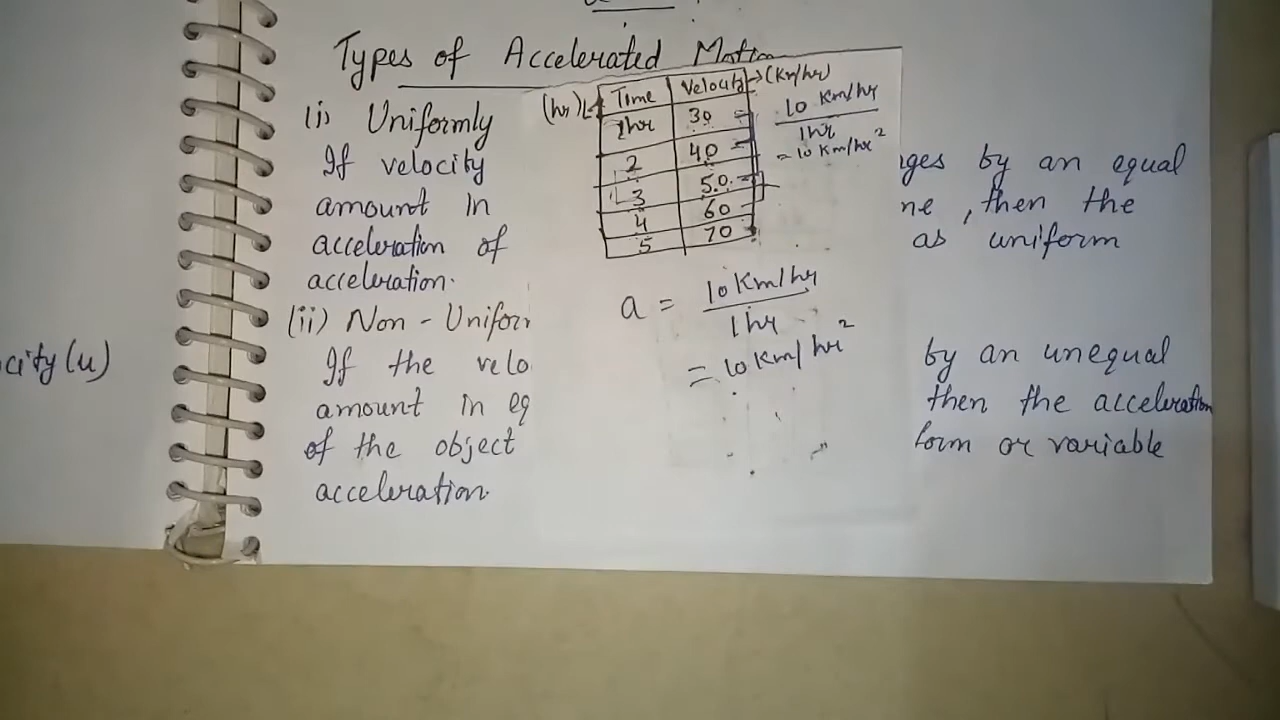 Types of Accelerated Motion
(i) Uniformly
If velocity
amount in
acceleration of
acceleration.
(ii) Non - Unifor
If the velo
amount in eq
of the object
acceleration.
(hr) Time Velocity → (Km/hr)
1hr 30
2 40
3 50
4 60
5 70
10 Km/hr
1hr
= 10 Km/hr²
a = 10 Km/hr
1hr
= 10 Km/hr²
nges by an equal
ne , then the
as uniform
by an unequal
then the acceleration
form or variable
city (u)